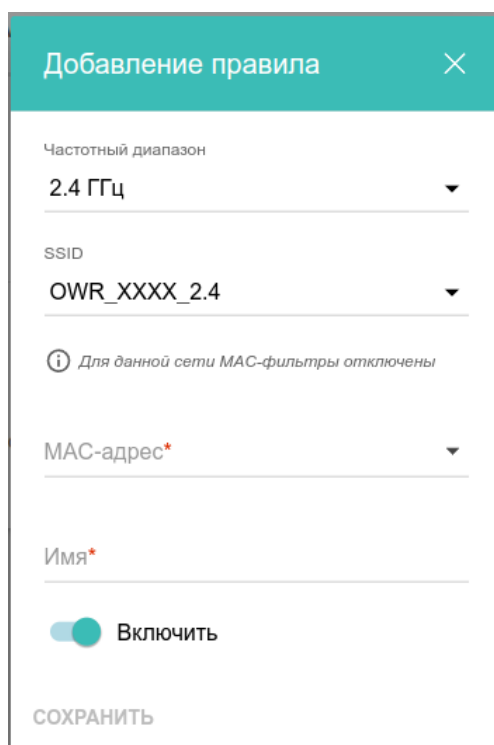 Добавление правила
Частотный диапазон
2.4 ГГц
SSID
OWR_XXXX_2.4
Для данной сети МАС-фильтры отключены
МАС-адрес*
Имя*
Включить
СОХРАНИТЬ